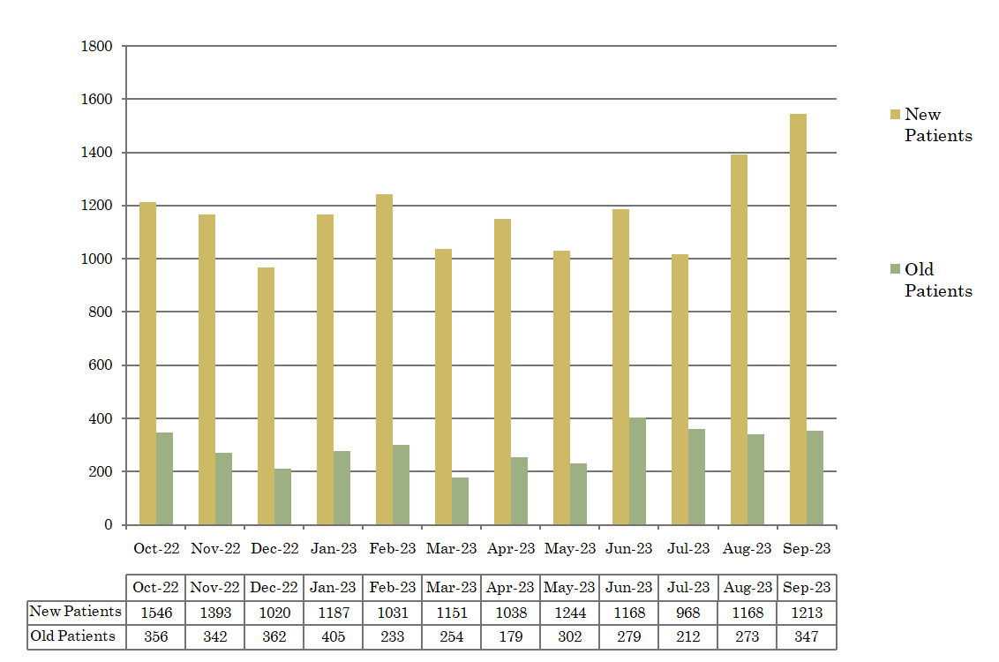 1800
1600
1400
1200
1000
800
600
400
200
0
New
Patients
Old
Patients
Oct-22 Nov-22 Dec-22 Jan-23 Feb-23 Mar-23 Apr-23 May-23 Jun-23 Jul-23 Aug-23 Sep-23
Oct-22 Nov-22 Dec-22 Jan-23 Feb-23 Mar-23 Apr-23 May-23 Jun-23 Jul-23 Aug-23 Sep-23
New Patients 1546 1393 1020 1187 1031 1151 1038 1244 1168 968 1168 1213
Old Patients 356 342 362 405 233 254 179 302 279 212 273 347